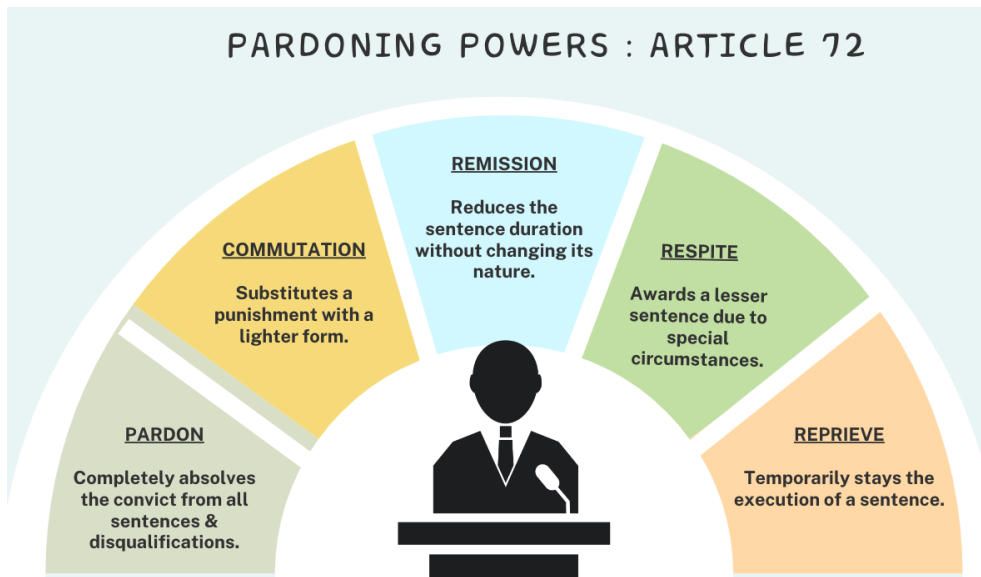 PARDONING POWERS : ARTICLE 72
PARDON
Completely absolves
the convict from all
sentences &
disqualifications.
COMMUTATION
Substitutes a
punishment with a
lighter form.
REMISSION
Reduces the
sentence duration
without changing its
nature.
RESPITE
Awards a lesser
sentence due to
special
circumstances.
REPRIEVE
Temporarily stays the
execution of a sentence.